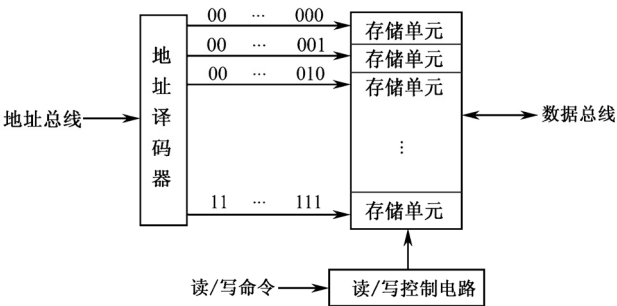 00 … 000
存储单元
00 … 001
存储单元
00 … 010
存储单元
地址译码器
地址总线
数据总线
⋮
11 … 111
存储单元
读/写命令
读/写控制电路